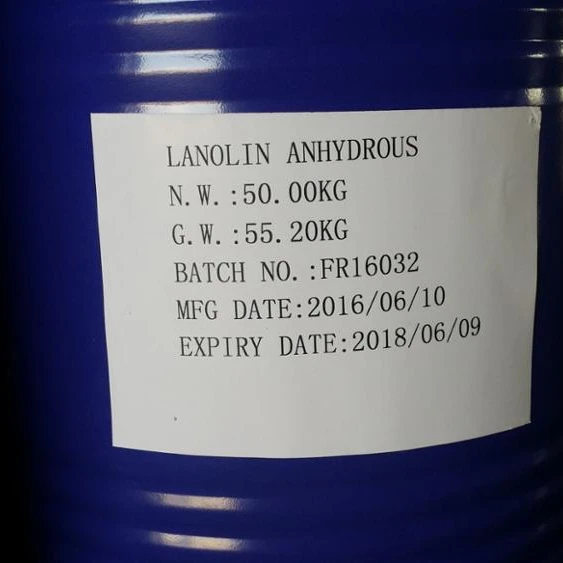 LANOLIN ANHYDROUS
N.W.:50.00KG
G.W.:55.20KG
BATCH NO.:FR16032
MFG DATE:2016/06/10
EXPIRY DATE:2018/06/09